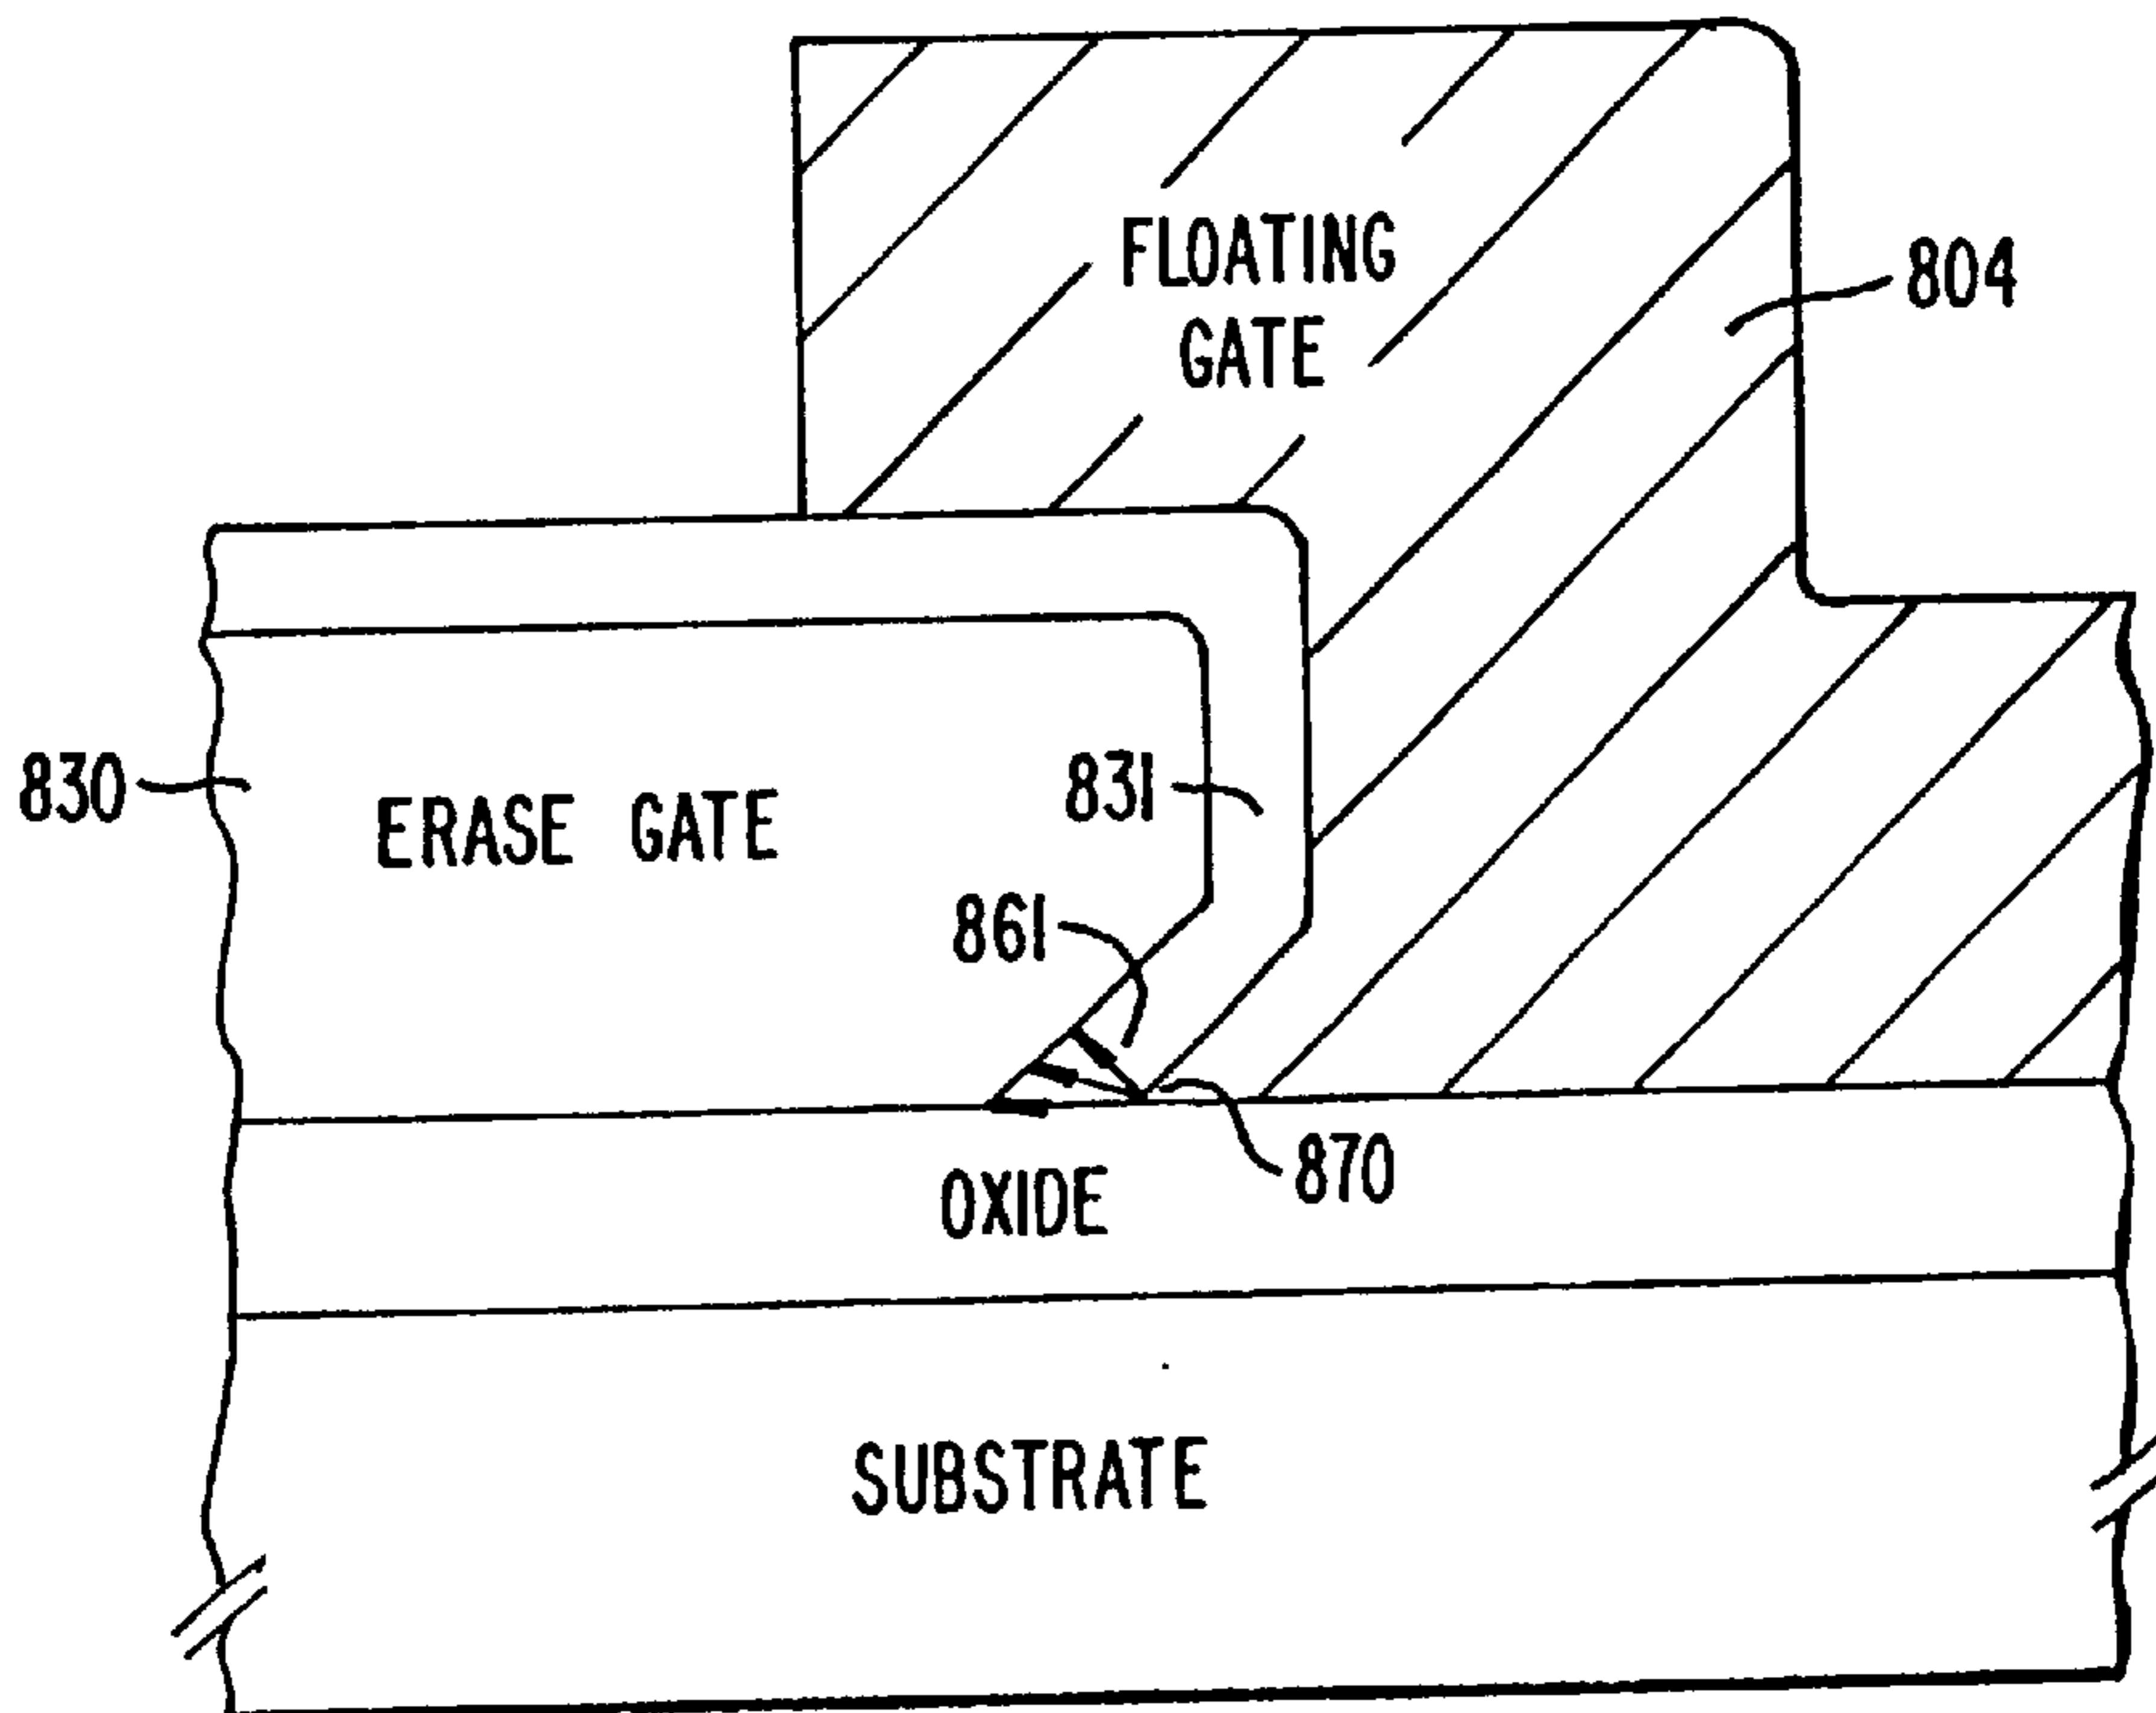 FLOATING
GATE
804
830
ERASE GATE
831
861
870
OXIDE
SUBSTRATE